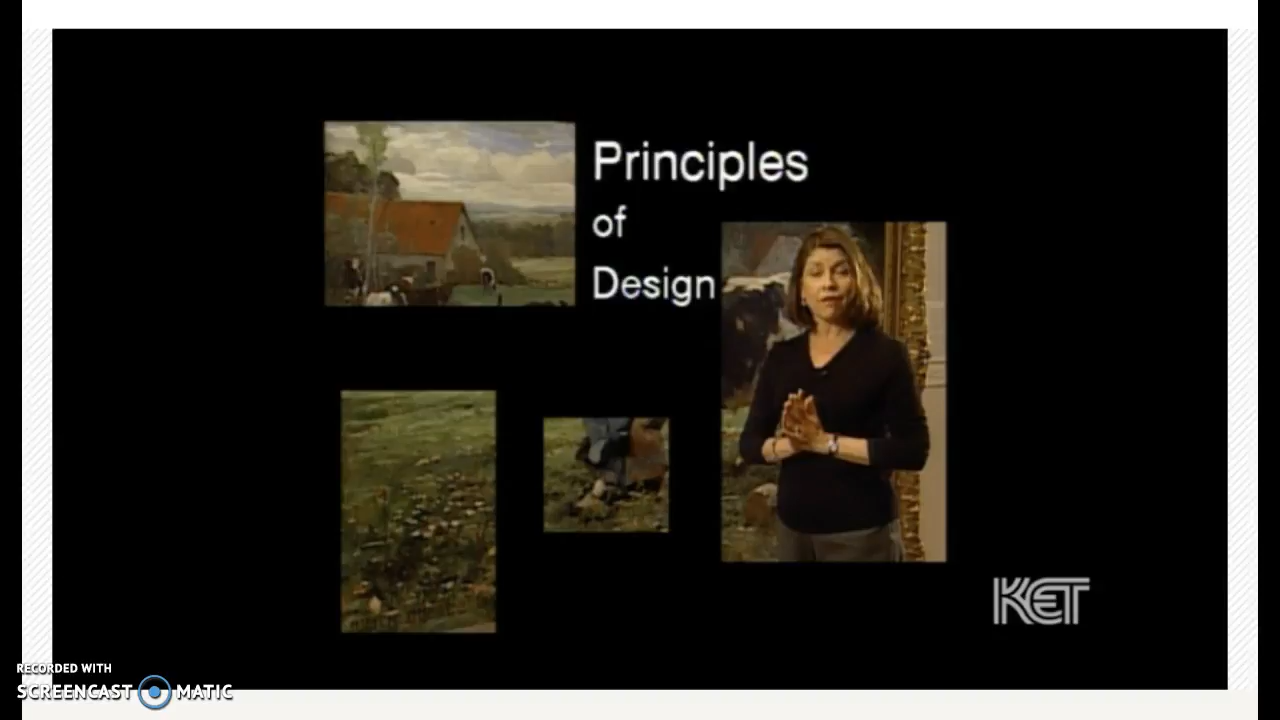 Principles
of
Design
KET
RECORDED WITH
SCREENCAST MATIC